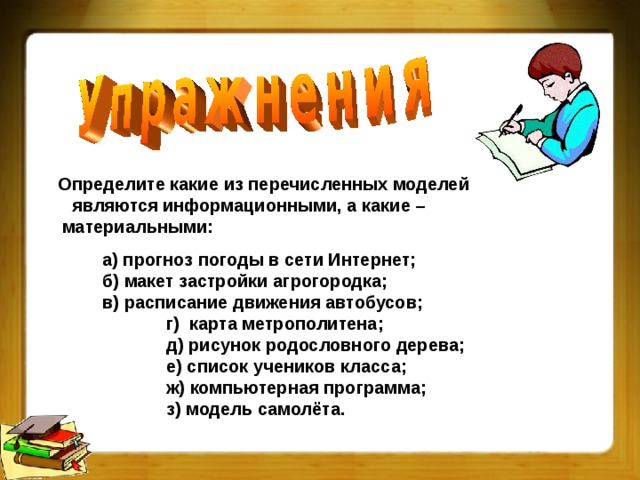 Упражнения
Определите какие из перечисленных моделей
являются информационными, а какие –
материальными:
а) прогноз погоды в сети Интернет;
б) макет застройки агрогородка;
в) расписание движения автобусов;
г) карта метрополитена;
д) рисунок родословного дерева;
е) список учеников класса;
ж) компьютерная программа;
з) модель самолёта.